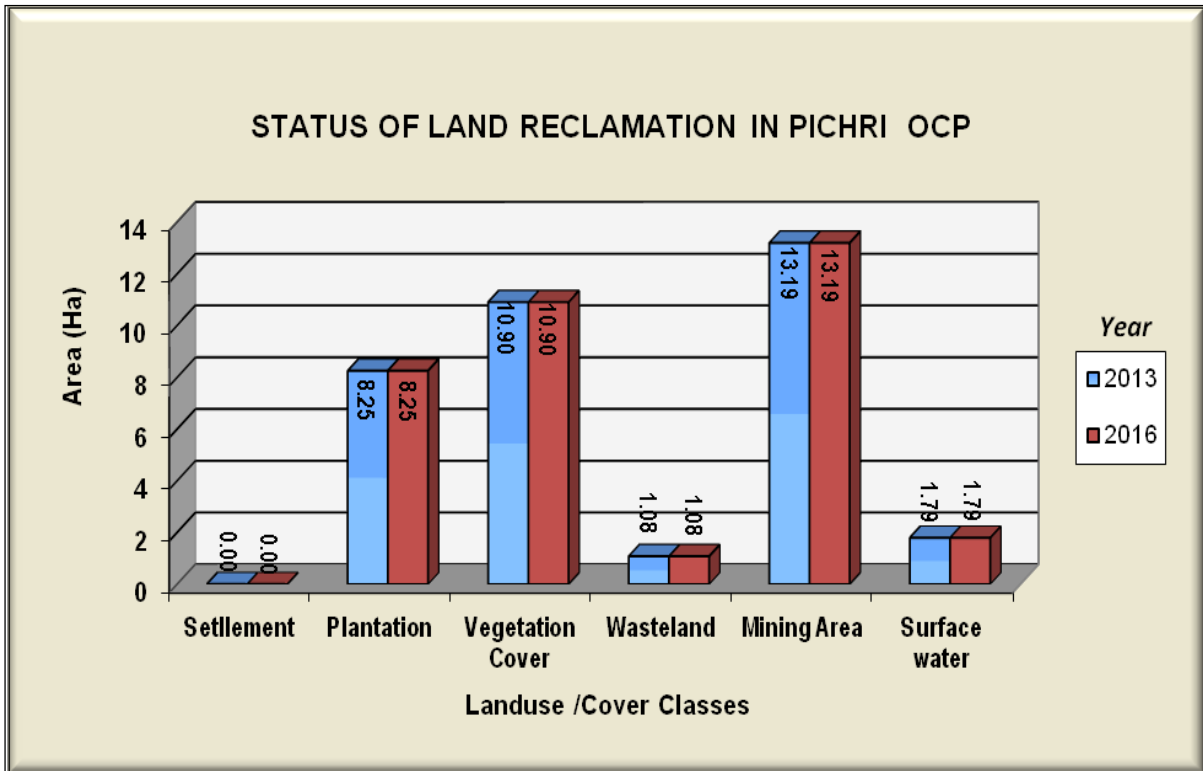 STATUS OF LAND RECLAMATION IN PICHRI OCP
Area (Ha)
14
12
10
8
6
4
2
0
0.00
0.00
8.25
8.25
10.90
10.90
1.08
1.08
13.19
13.19
1.79
1.79
Setllement
Plantation
Vegetation
Cover
Wasteland
Mining Area
Surface
water
Landuse /Cover Classes
Year
2013
2016